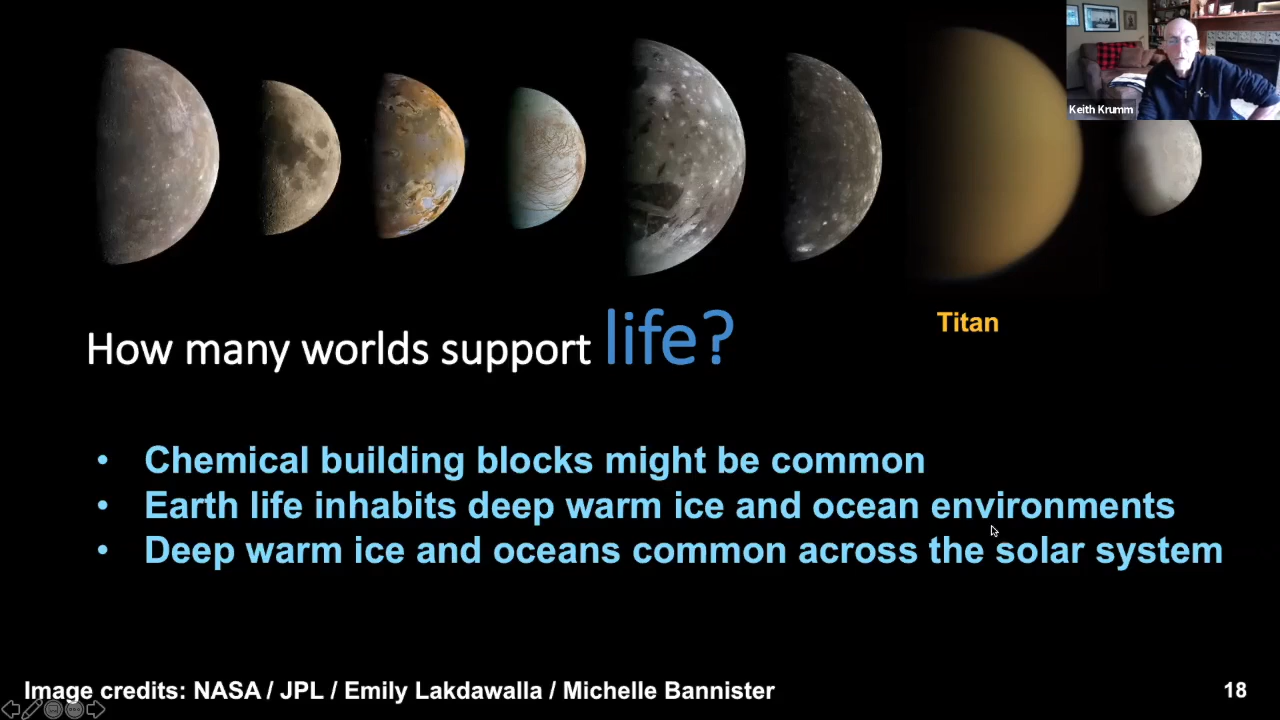 Keith Krumm
Titan
How many worlds support life?
• Chemical building blocks might be common
• Earth life inhabits deep warm ice and ocean environments
• Deep warm ice and oceans common across the solar system
Image credits: NASA / JPL / Emily Lakdawalla / Michelle Bannister
18